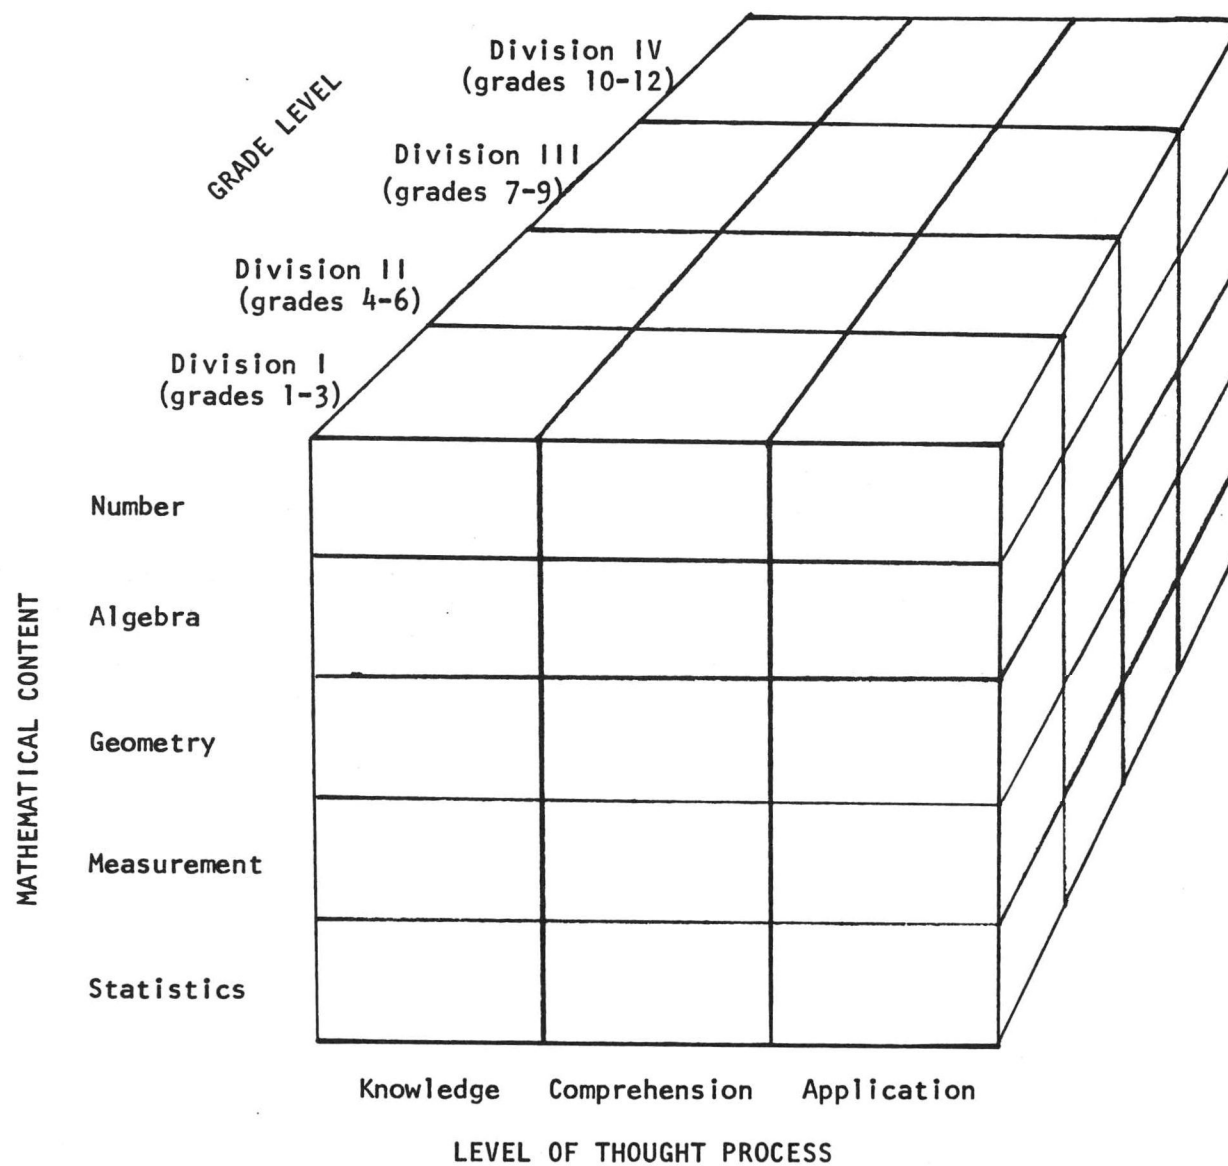 Division IV
(grades 10-12)
GRADE LEVEL
Division III
(grades 7-9)
Division II
(grades 4-6)
Division I
(grades 1-3)
Number
Algebra
MATHEMATICAL CONTENT
Geometry
Measurement
Statistics
Knowledge Comprehension Application
LEVEL OF THOUGHT PROCESS